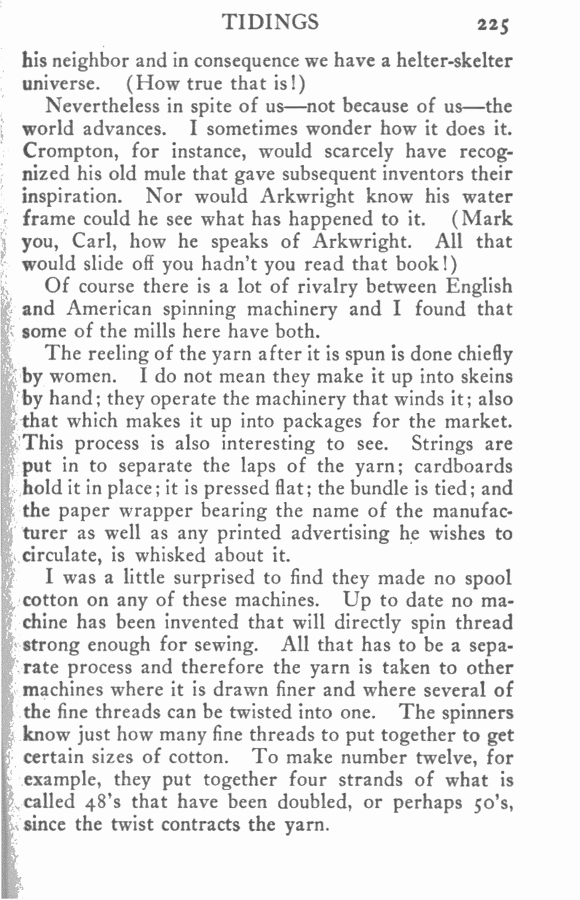 TIDINGS 225
his neighbor and in consequence we have a helter-skelter
universe. (How true that is!)
Nevertheless in spite of us—not because of us—the
world advances. I sometimes wonder how it does it.
Crompton, for instance, would scarcely have recog-
nized his old mule that gave subsequent inventors their
inspiration. Nor would Arkwright know his water
frame could he see what has happened to it. (Mark
you, Carl, how he speaks of Arkwright. All that
would slide off you hadn't you read that book!)
Of course there is a lot of rivalry between English
and American spinning machinery and I found that
some of the mills here have both.
The reeling of the yarn after it is spun is done chiefly
by women. I do not mean they make it up into skeins
by hand; they operate the machinery that winds it; also
that which makes it up into packages for the market.
This process is also interesting to see. Strings are
put in to separate the laps of the yarn; cardboards
hold it in place; it is pressed flat; the bundle is tied; and
the paper wrapper bearing the name of the manufac-
turer as well as any printed advertising he wishes to
circulate, is whisked about it.
I was a little surprised to find they made no spool
cotton on any of these machines. Up to date no ma-
chine has been invented that will directly spin thread
strong enough for sewing. All that has to be a sepa-
rate process and therefore the yarn is taken to other
machines where it is drawn finer and where several of
the fine threads can be twisted into one. The spinners
know just how many fine threads to put together to get
certain sizes of cotton. To make number twelve, for
example, they put together four strands of what is
called 48's that have been doubled, or perhaps 50's,
since the twist contracts the yarn.